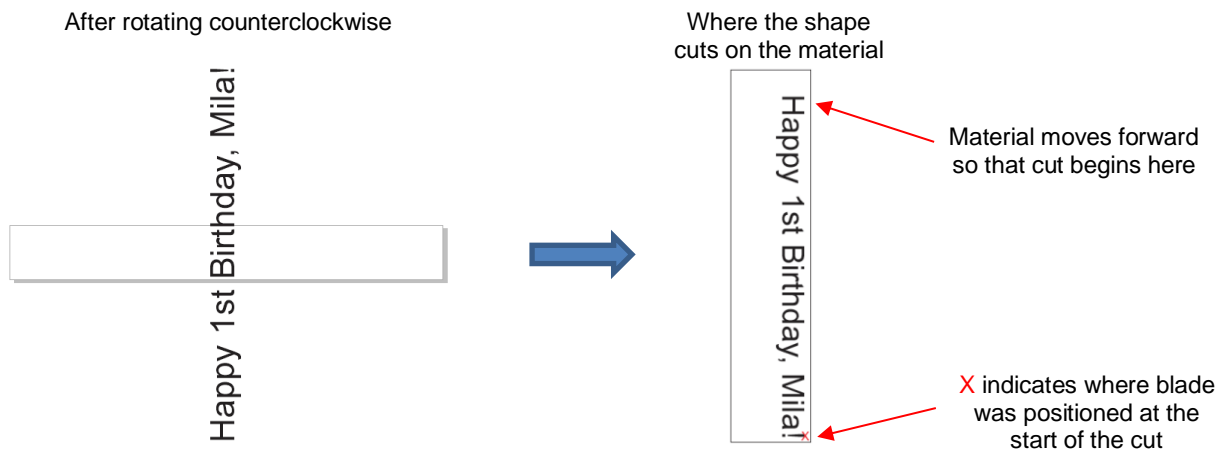 After rotating counterclockwise
Happy 1st Birthday, Mila!
Where the shape
cuts on the material
Happy 1st Birthday, Mila!
X
Material moves forward
so that cut begins here
X indicates where blade
was positioned at the
start of the cut